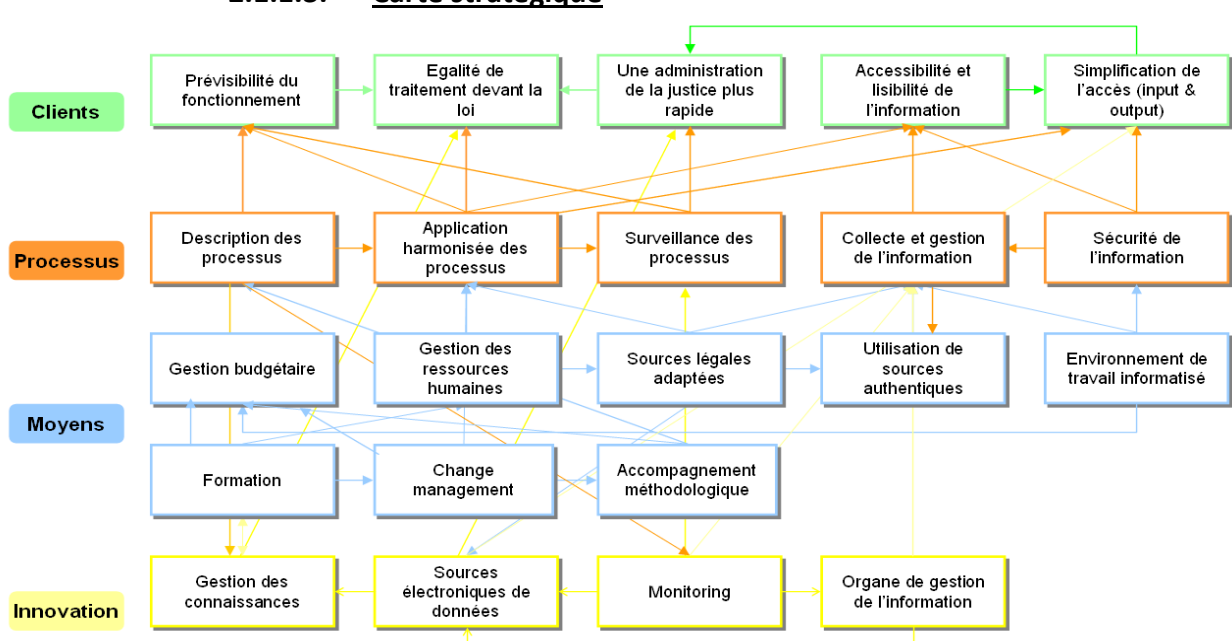 Carte stratégique
Clients
Prévisibilité du
fonctionnement
Egalité de
traitement devant la
loi
Une administration
de la justice plus
rapide
Accessibilité et
lisibilité de
l'information
Simplification de
l'accès (input &
output)
Processus
Description des
processus
Application
harmonisée des
processus
Surveillance des
processus
Collecte et gestion
de l'information
Sécurité de
l'information
Moyens
Gestion budgétaire
Gestion des
ressources
humaines
Sources légales
adaptées
Utilisation de
sources
authentiques
Environnement de
travail informatisé
Formation
Change
management
Accompagnement
méthodologique
Innovation
Gestion des
connaissances
Sources
électroniques de
données
Monitoring
Organe de gestion
de l'information